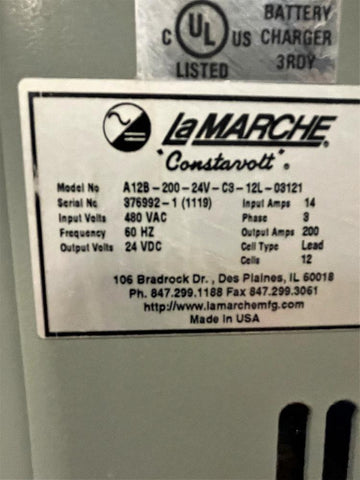 BATTERY
C UL US CHARGER
LISTED 3RDY
LaMARCHE®
"Constavolt"®
Model No A12B-200-24V-C3-12L-03121
Serial No 376992-1 (1119) Input Amps 14
Input Volts 480 VAC Phase 3
Frequency 60 HZ Output Amps 200
Output Volts 24 VDC Cell Type Lead
Cells 12
106 Bradrock Dr., Des Plaines, IL 60018
Ph. 847.299.1188 Fax 847.299.3061
http://www.lamarchemfg.com
Made in USA